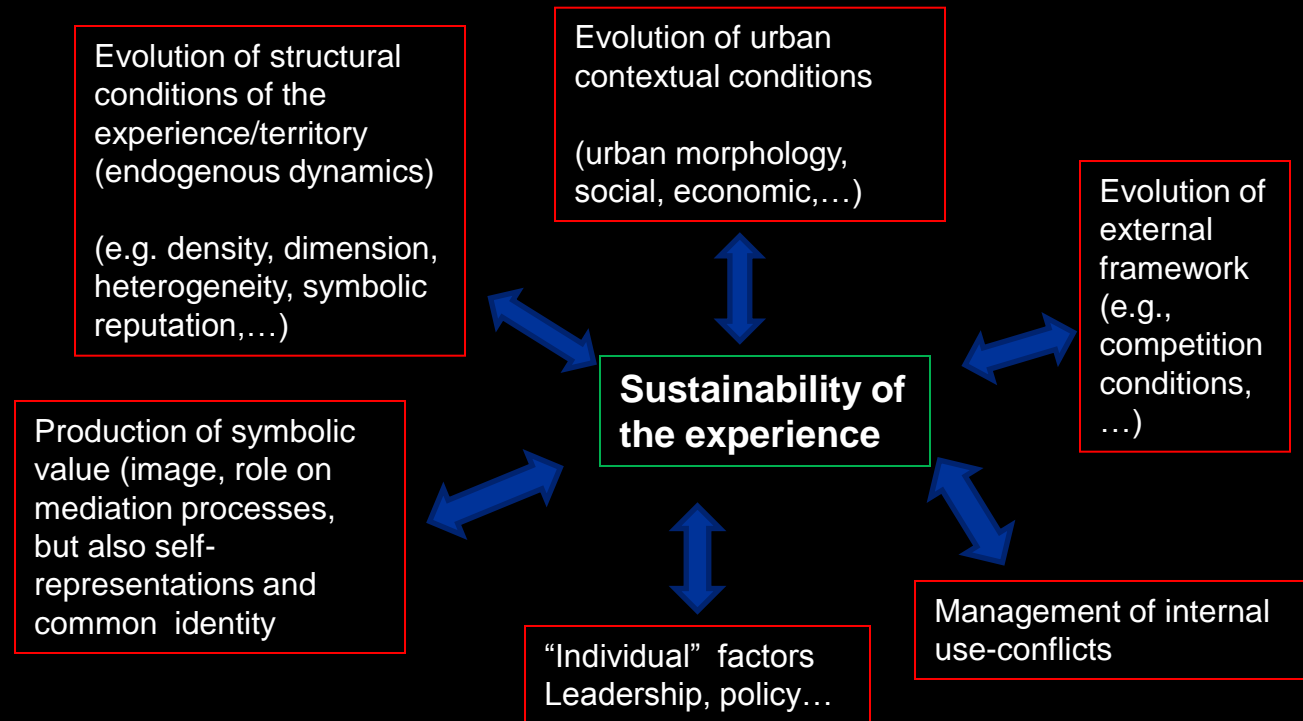 Evolution of structural
conditions of the
experience/territory
(endogenous dynamics)
(e.g. density, dimension,
heterogeneity, symbolic
reputation,…)
Evolution of urban
contextual conditions
(urban morphology,
social, economic,…)
Evolution of
external
framework
(e.g.,
competition
conditions,
…)
Sustainability of
the experience
Production of symbolic
value (image, role on
mediation processes,
but also self-
representations and
common identity
“Individual” factors
Leadership, policy…
Management of internal
use-conflicts